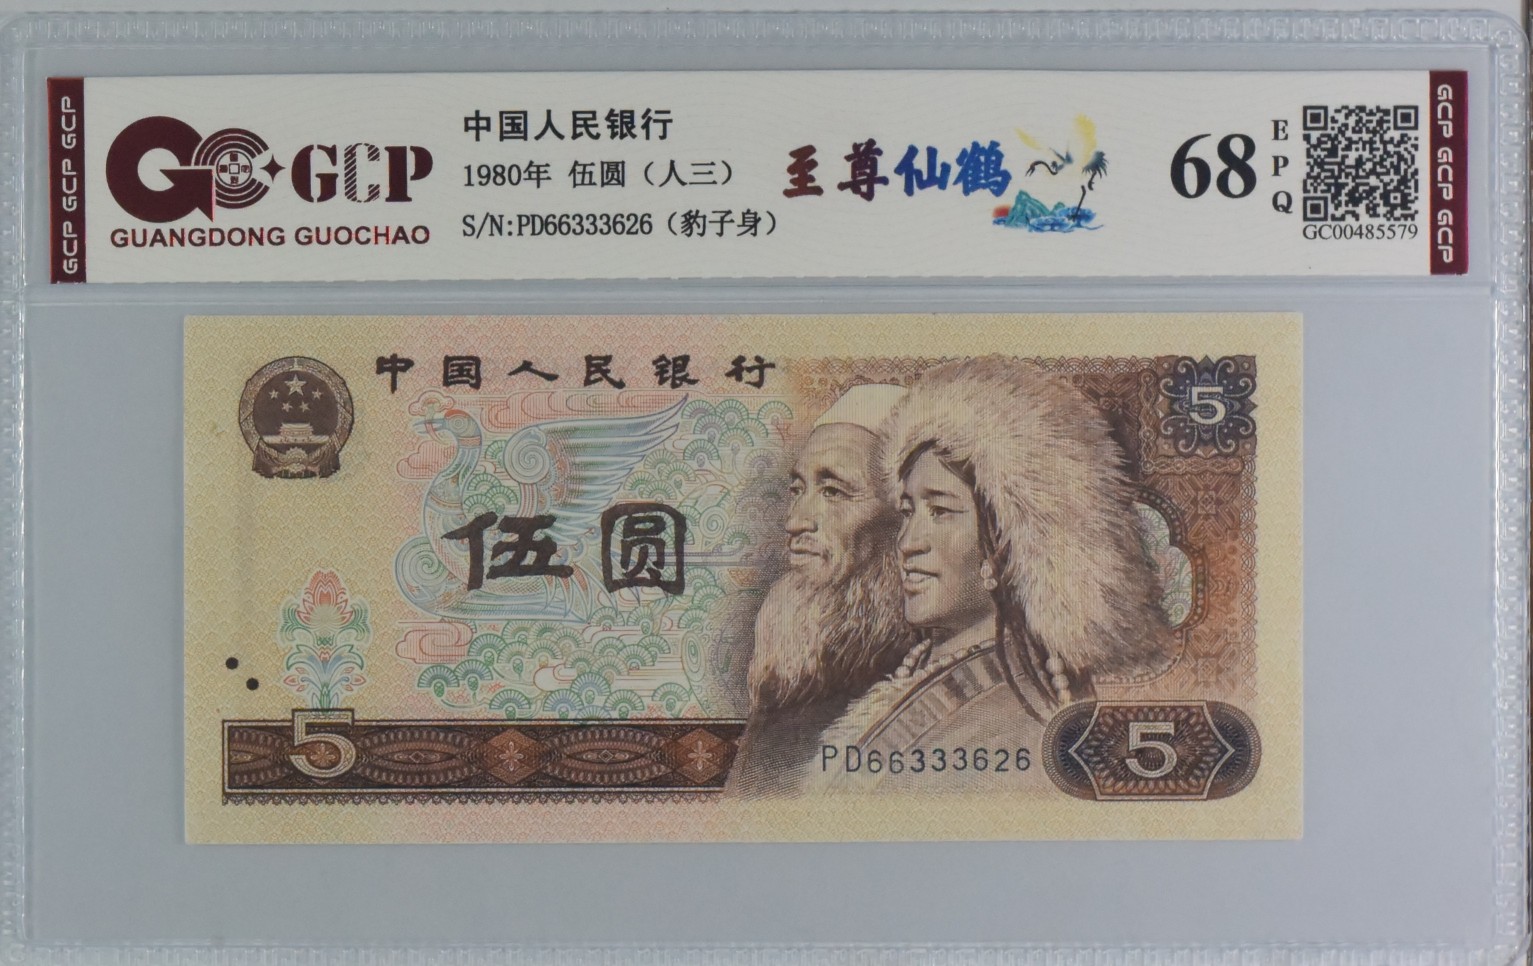 GCP GCP GCP
GCP
GUANGDONG GUOCHAO
中国人民银行
1980年 伍圆（人三）
S/N:PD66333626（豹子身）
至尊仙鹤
68
EPQ
GC00485579
GCP GCP GCP
中国人民银行
5
伍圆
5
PD66333626
5